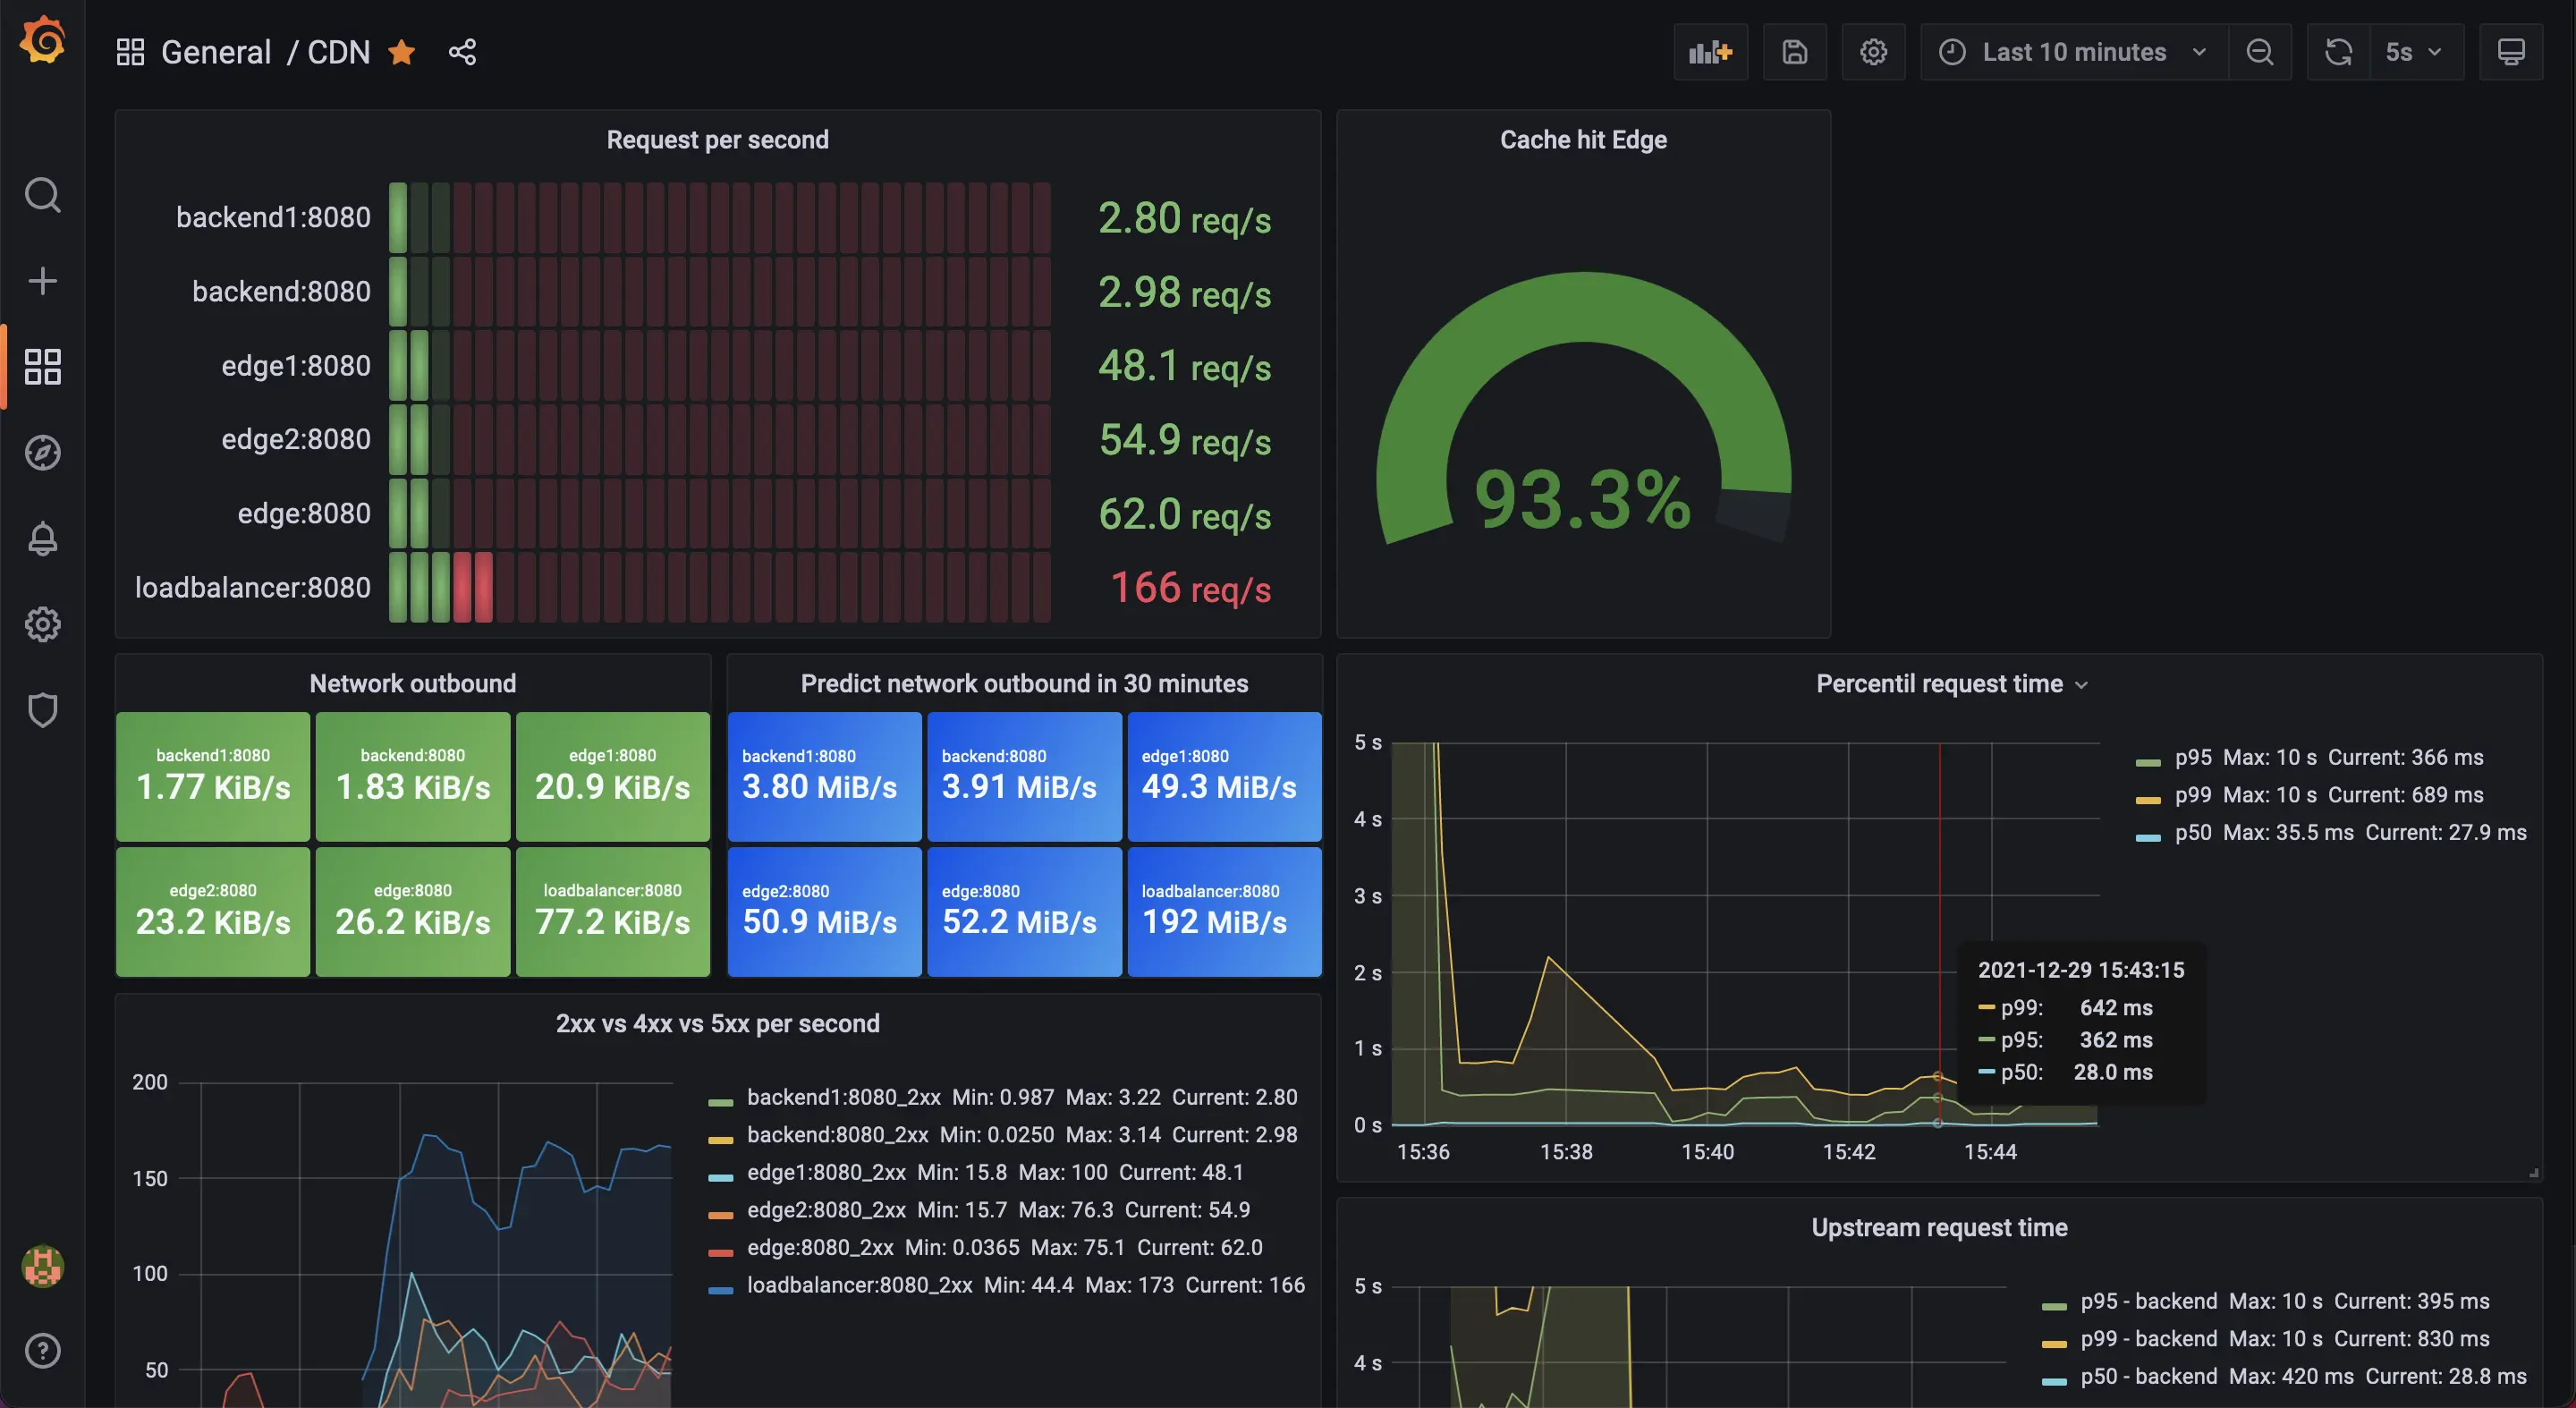 General / CDN
Last 10 minutes
5s
Request per second
backend1:8080
2.80 req/s
backend:8080
2.98 req/s
edge1:8080
48.1 req/s
edge2:8080
54.9 req/s
edge:8080
62.0 req/s
loadbalancer:8080
166 req/s
Cache hit Edge
93.3%
Network outbound
backend1:8080
1.77 KiB/s
backend:8080
1.83 KiB/s
edge1:8080
20.9 KiB/s
edge2:8080
23.2 KiB/s
edge:8080
26.2 KiB/s
loadbalancer:8080
77.2 KiB/s
Predict network outbound in 30 minutes
backend1:8080
3.80 MiB/s
backend:8080
3.91 MiB/s
edge1:8080
49.3 MiB/s
edge2:8080
50.9 MiB/s
edge:8080
52.2 MiB/s
loadbalancer:8080
192 MiB/s
Percentil request time
5 s
4 s
3 s
2 s
1 s
0 s
15:36
15:38
15:40
15:42
15:44
p95 Max: 10 s Current: 366 ms
p99 Max: 10 s Current: 689 ms
p50 Max: 35.5 ms Current: 27.9 ms
2021-12-29 15:43:15
p99: 642 ms
p95: 362 ms
p50: 28.0 ms
2xx vs 4xx vs 5xx per second
200
150
100
50
backend1:8080_2xx Min: 0.987 Max: 3.22 Current: 2.80
backend:8080_2xx Min: 0.0250 Max: 3.14 Current: 2.98
edge1:8080_2xx Min: 15.8 Max: 100 Current: 48.1
edge2:8080_2xx Min: 15.7 Max: 76.3 Current: 54.9
edge:8080_2xx Min: 0.0365 Max: 75.1 Current: 62.0
loadbalancer:8080_2xx Min: 44.4 Max: 173 Current: 166
Upstream request time
5 s
4 s
p95 - backend Max: 10 s Current: 395 ms
p99 - backend Max: 10 s Current: 830 ms
p50 - backend Max: 420 ms Current: 28.8 ms